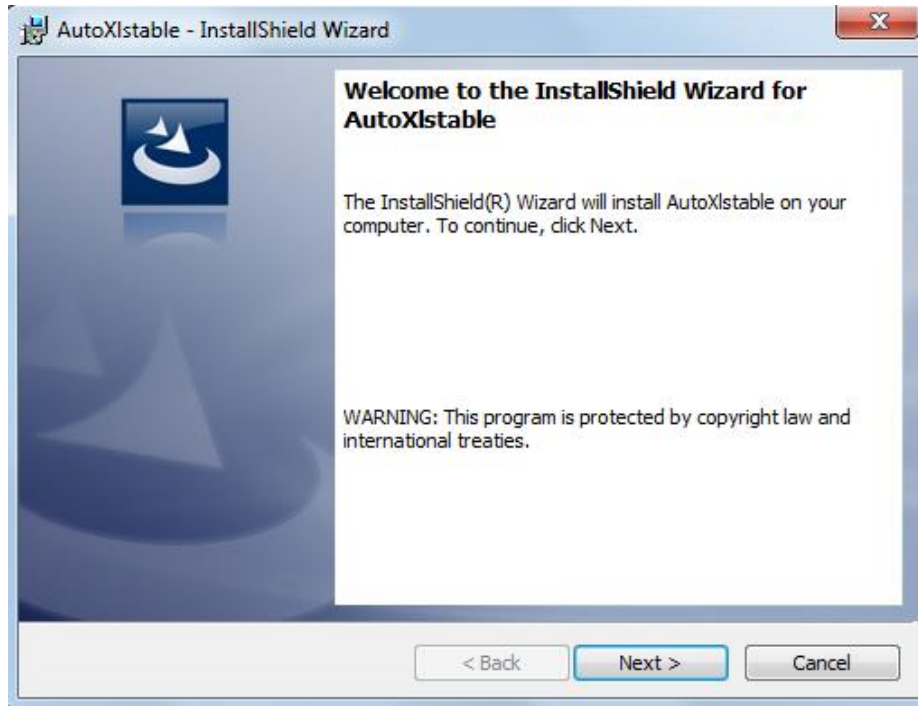 AutoXlstable - InstallShield Wizard
Welcome to the InstallShield Wizard for
AutoXlstable
The InstallShield(R) Wizard will install AutoXlstable on your
computer. To continue, click Next.
WARNING: This program is protected by copyright law and
international treaties.
< Back
Next >
Cancel